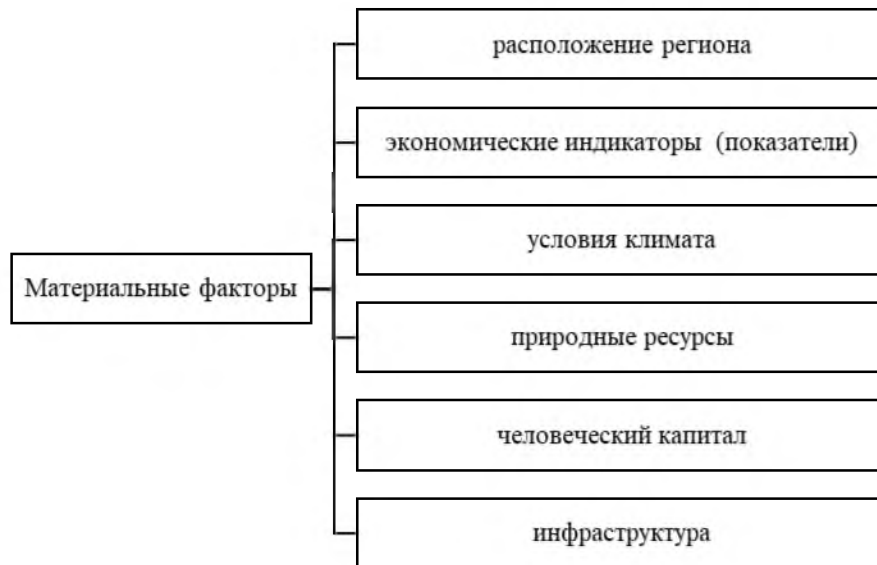 расположение региона
экономические индикаторы (показатели)
условия климата
Материальные факторы
природные ресурсы
человеческий капитал
инфраструктура